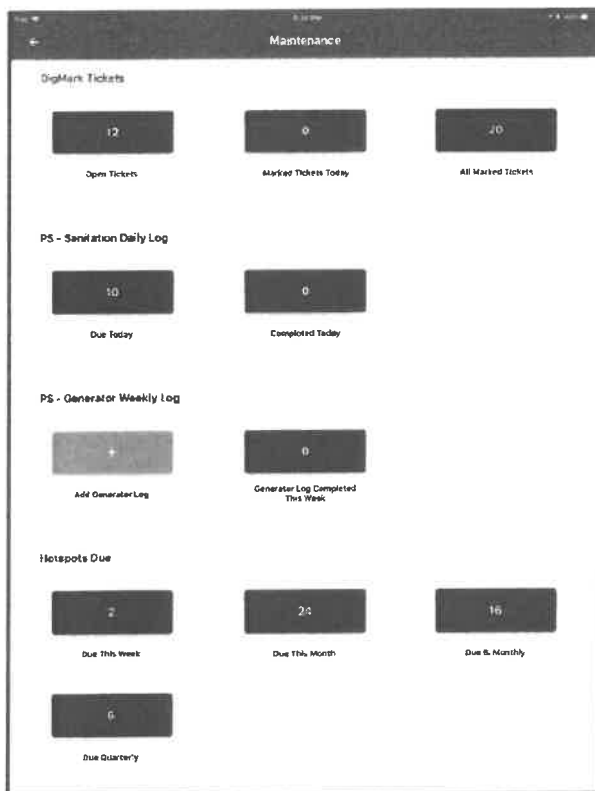 Maintenance
DigMark Tickets
12
0
20
Open Tickets
Marked Tickets Today
All Marked Tickets
PS - Sanitation Daily Log
10
0
Due Today
Completed Today
PS - Generator Weekly Log
+
0
Add Generator Log
Generator Log Completed
This Week
Hotspots Due
2
24
16
Due This Week
Due This Month
Due Bi Monthly
6
Due Quarterly